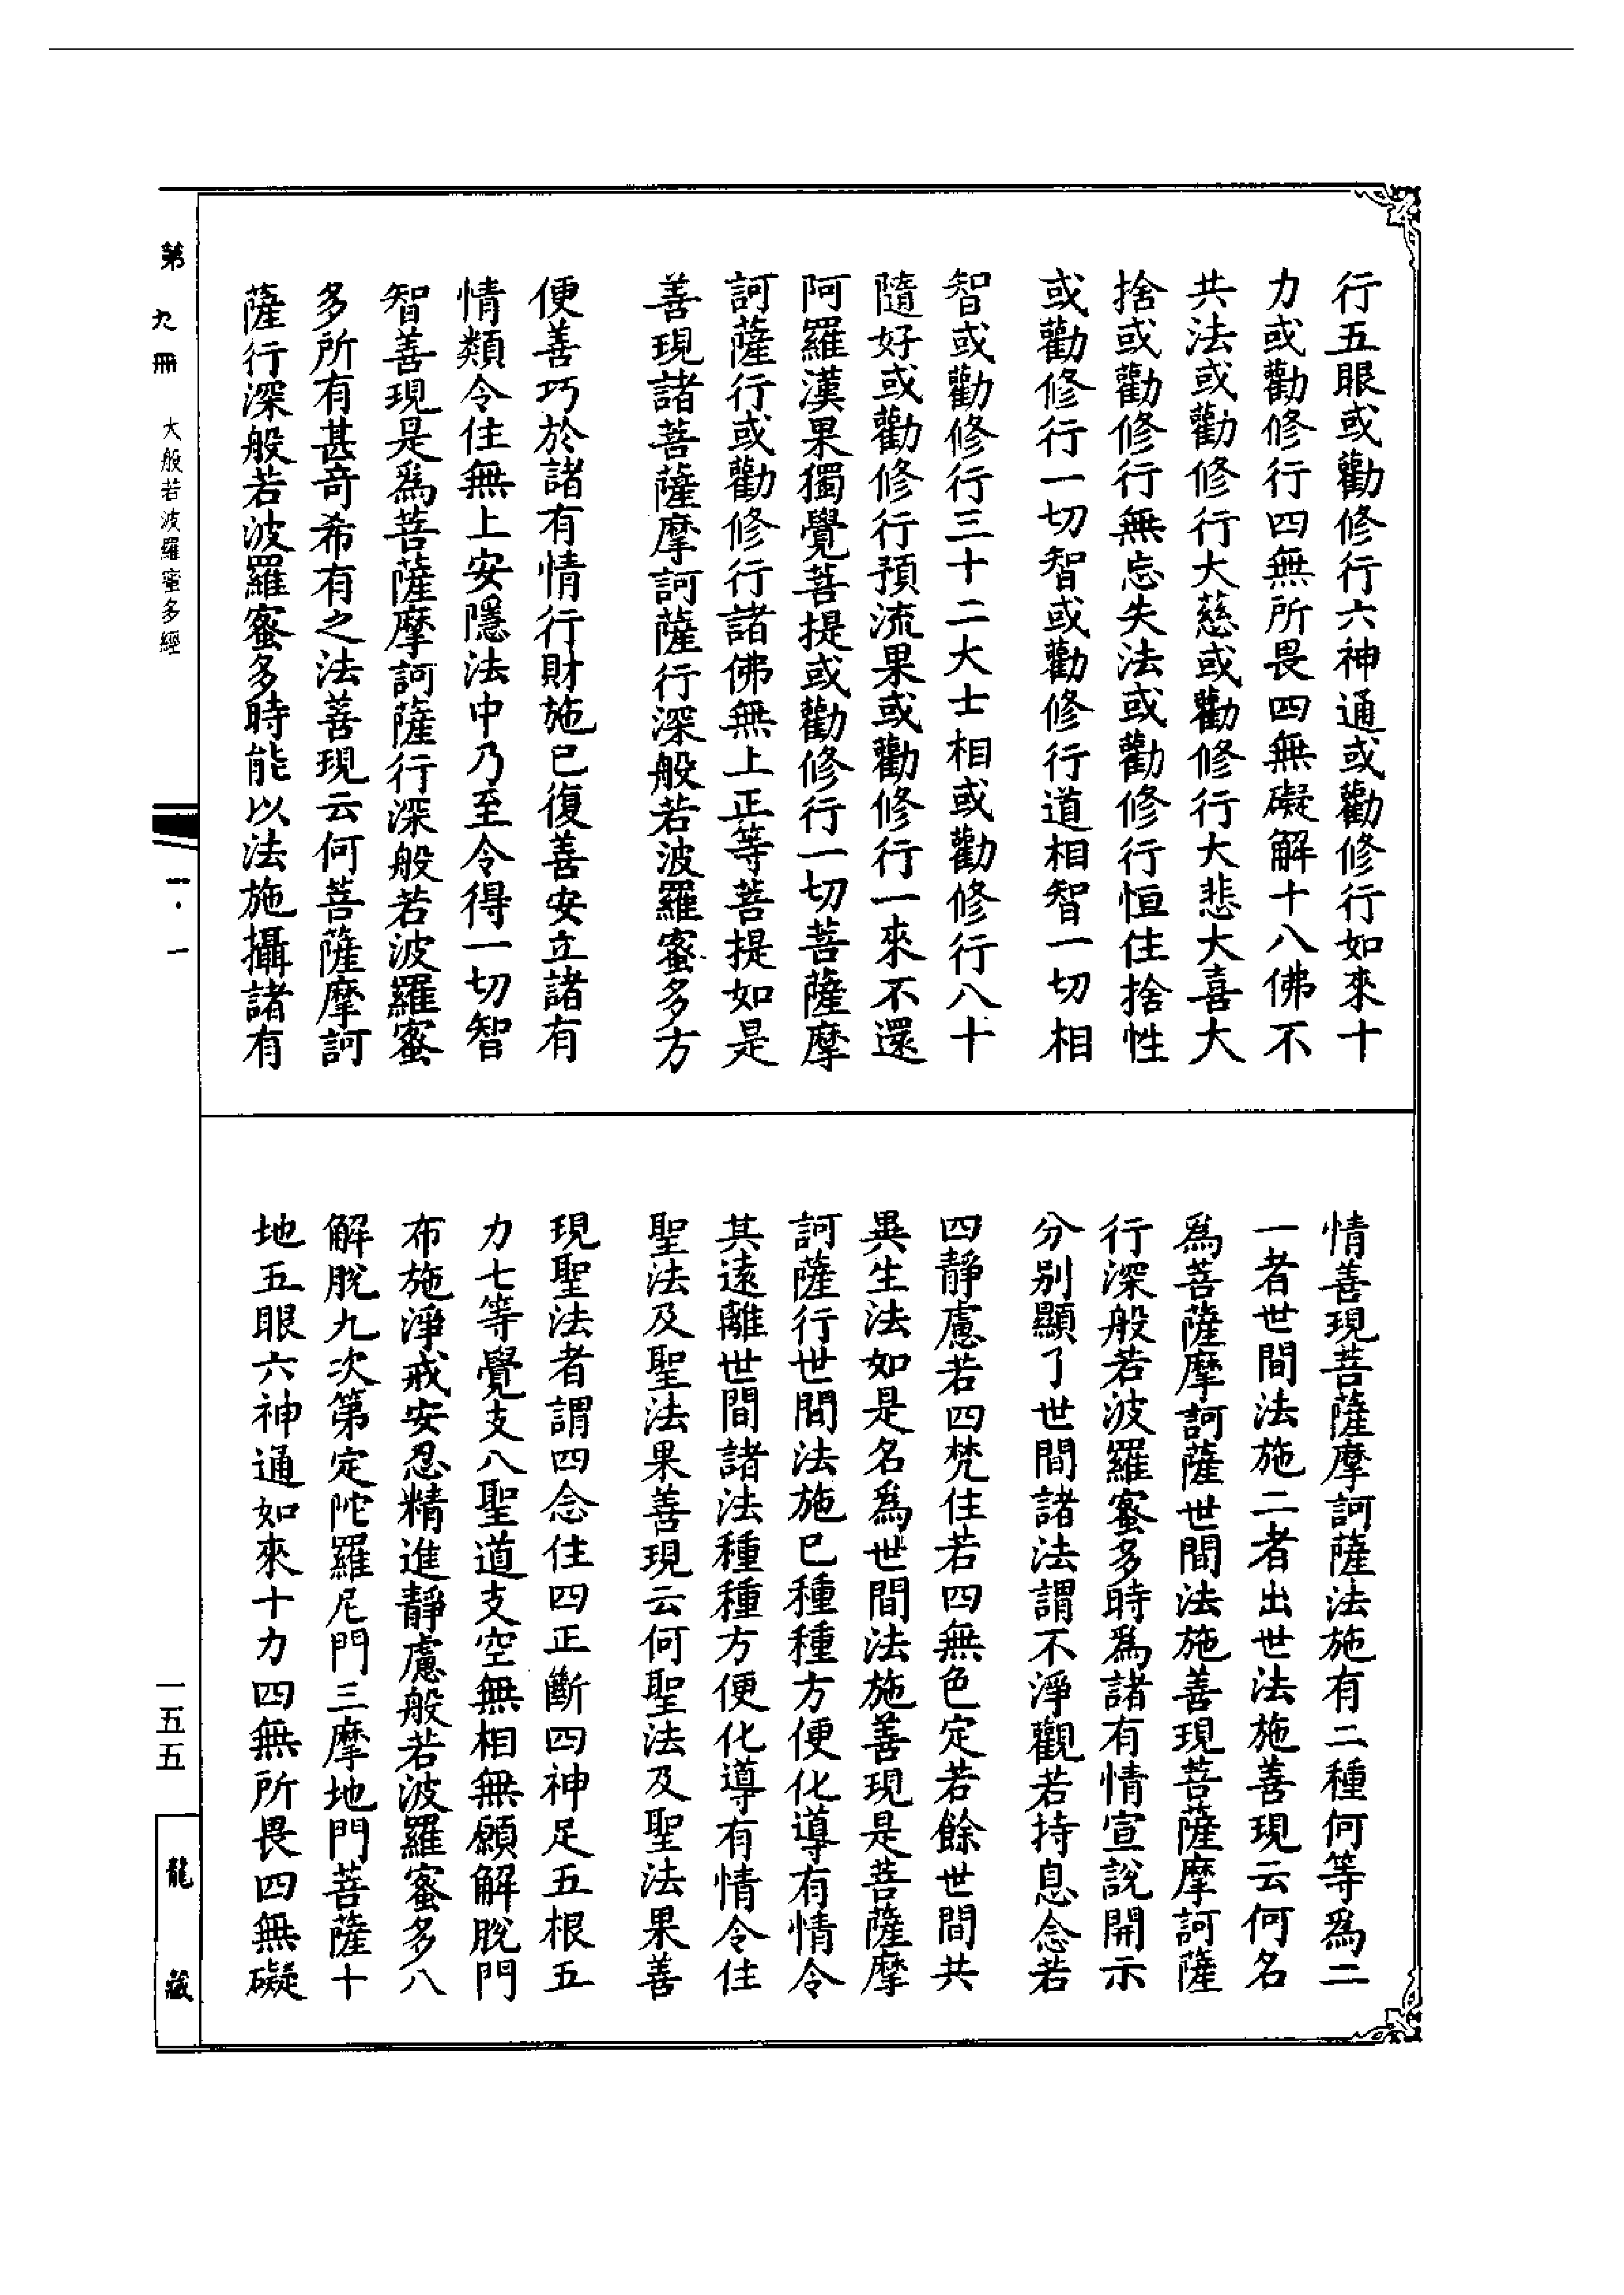 行五眼或勸修行六神通或勸修行如來十
力或勸修行四無所畏四無礙解十八佛不
共法或勸修行大慈或勸修行大悲大喜大
捨或勸修行無忘失法或勸修行恒住捨性
或勸修行一切智或勸修行道相智一切相
智或勸修行三十二大士相或勸修行八十
隨好或勸修行預流果或勸修行一來不還
阿羅漢果獨覺菩提或勸修行一切菩薩摩
訶薩行或勸修行諸佛無上正等菩提如是
善現諸菩薩摩訶薩行深般若波羅蜜多方
便善巧於諸有情行財施已復善安立諸有
情類令住無上安隱法中乃至令得一切智
智善現是爲菩薩摩訶薩行深般若波羅蜜
多所有甚奇希有之法善現云何菩薩摩訶
薩行深般若波羅蜜多時能以法施攝諸有
情善現菩薩摩訶薩法施有二種何等爲二
一者世間法施二者出世法施善現云何名
爲菩薩摩訶薩世間法施善現菩薩摩訶薩
行深般若波羅蜜多時爲諸有情宣說開示
分別顯了世間諸法謂不淨觀若持息念若
四靜慮若四梵住若四無色定若餘世間共
異生法如是名爲世間法施善現是菩薩摩
訶薩行世間法施已種種方便化導有情令
其遠離世間諸法種種方便化導有情令住
聖法及聖法果善現云何聖法及聖法果善
現聖法者謂四念住四正斷四神足五根五
力七等覺支八聖道支空無相無願解脫門
布施淨戒安忍精進靜慮般若波羅蜜多八
解脫九次第定陀羅尼門三摩地門菩薩十
地五眼六神通如來十力四無所畏四無礙
第九冊
大般若波羅蜜多經
一五五
龍藏